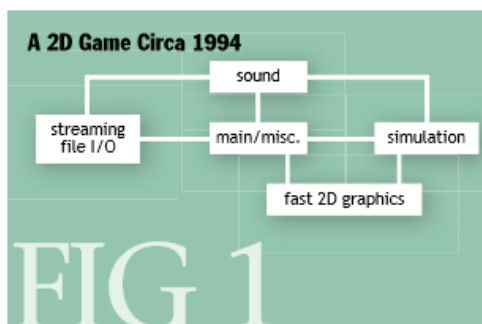 A 2D Game Circa 1994
sound
streaming
file I/O
main/misc.
simulation
fast 2D graphics
FIG 1